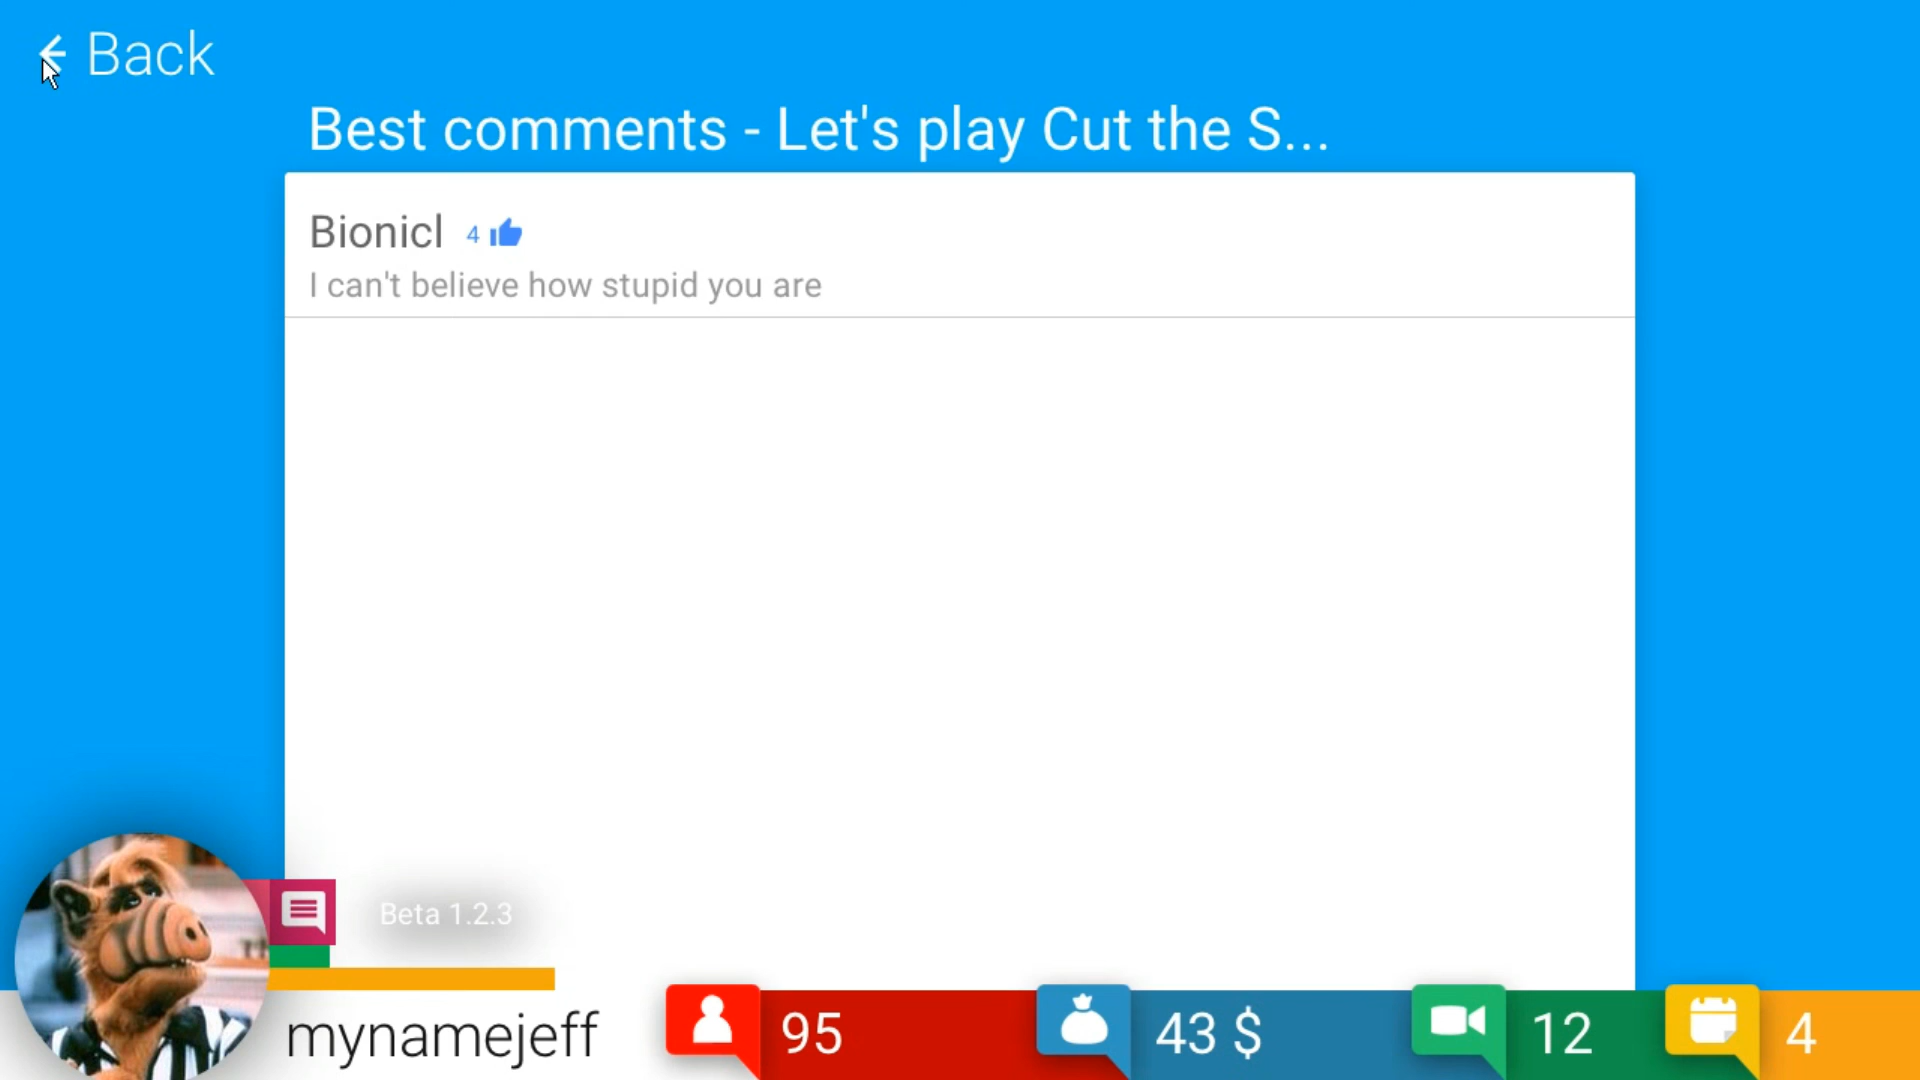 Back
Best comments - Let's play Cut the S...
Bionicl 4
I can't believe how stupid you are
Beta 1.2.3
mynamejeff 95 43 $ 12 4